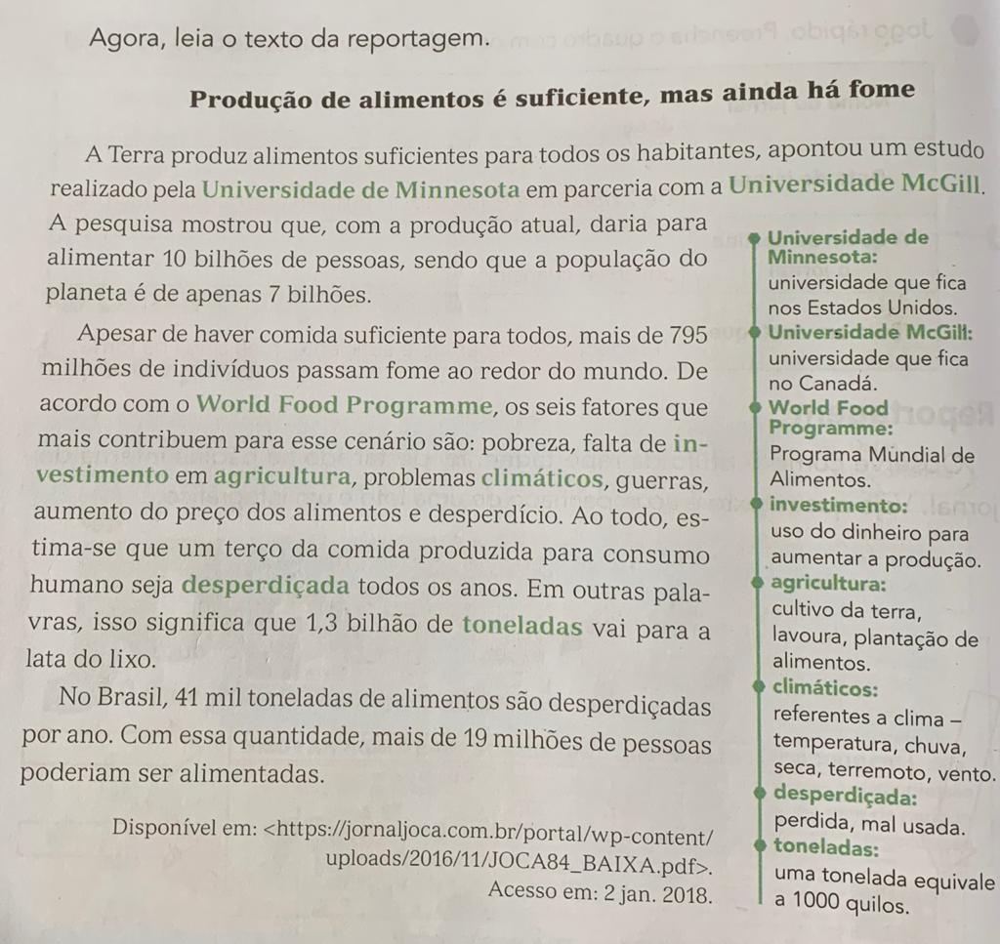 Agora, leia o texto da reportagem.
Produção de alimentos é suficiente, mas ainda há fome
A Terra produz alimentos suficientes para todos os habitantes, apontou um estudo
realizado pela Universidade de Minnesota em parceria com a Universidade McGill.
A pesquisa mostrou que, com a produção atual, daria para
alimentar 10 bilhões de pessoas, sendo que a população do
planeta é de apenas 7 bilhões.
Apesar de haver comida suficiente para todos, mais de 795
milhões de indivíduos passam fome ao redor do mundo. De
acordo com o World Food Programme, os seis fatores que
mais contribuem para esse cenário são: pobreza, falta de in-
vestimento em agricultura, problemas climáticos, guerras,
aumento do preço dos alimentos e desperdício. Ao todo, es-
tima-se que um terço da comida produzida para consumo
humano seja desperdiçada todos os anos. Em outras pala-
vras, isso significa que 1,3 bilhão de toneladas vai para a
lata do lixo.
No Brasil, 41 mil toneladas de alimentos são desperdiçadas
por ano. Com essa quantidade, mais de 19 milhões de pessoas
poderiam ser alimentadas.
Disponível em: <https://jornaljoca.com.br/portal/wp-content/
uploads/2016/11/JOCA84_BAIXA.pdf>.
Acesso em: 2 jan. 2018.
Universidade de
Minnesota:
universidade que fica
nos Estados Unidos.
Universidade McGill:
universidade que fica
no Canadá.
World Food
Programme:
Programa Mundial de
Alimentos.
investimento:
uso do dinheiro para
aumentar a produção.
agricultura:
cultivo da terra,
lavoura, plantação de
alimentos.
climáticos:
referentes a clima –
temperatura, chuva,
seca, terremoto, vento.
desperdiçada:
perdida, mal usada.
toneladas:
uma tonelada equivale
a 1000 quilos.